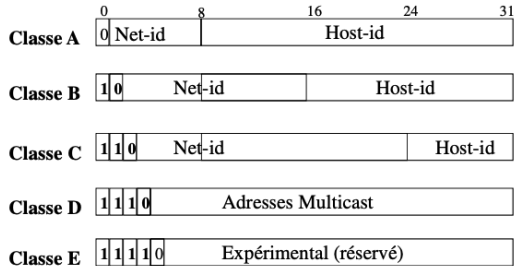 0 8 16 24 31
Classe A 0 Net-id Host-id
Classe B 1 0 Net-id Host-id
Classe C 1 1 0 Net-id Host-id
Classe D 1 1 1 0 Adresses Multicast
Classe E 1 1 1 1 0 Expérimental (réservé)